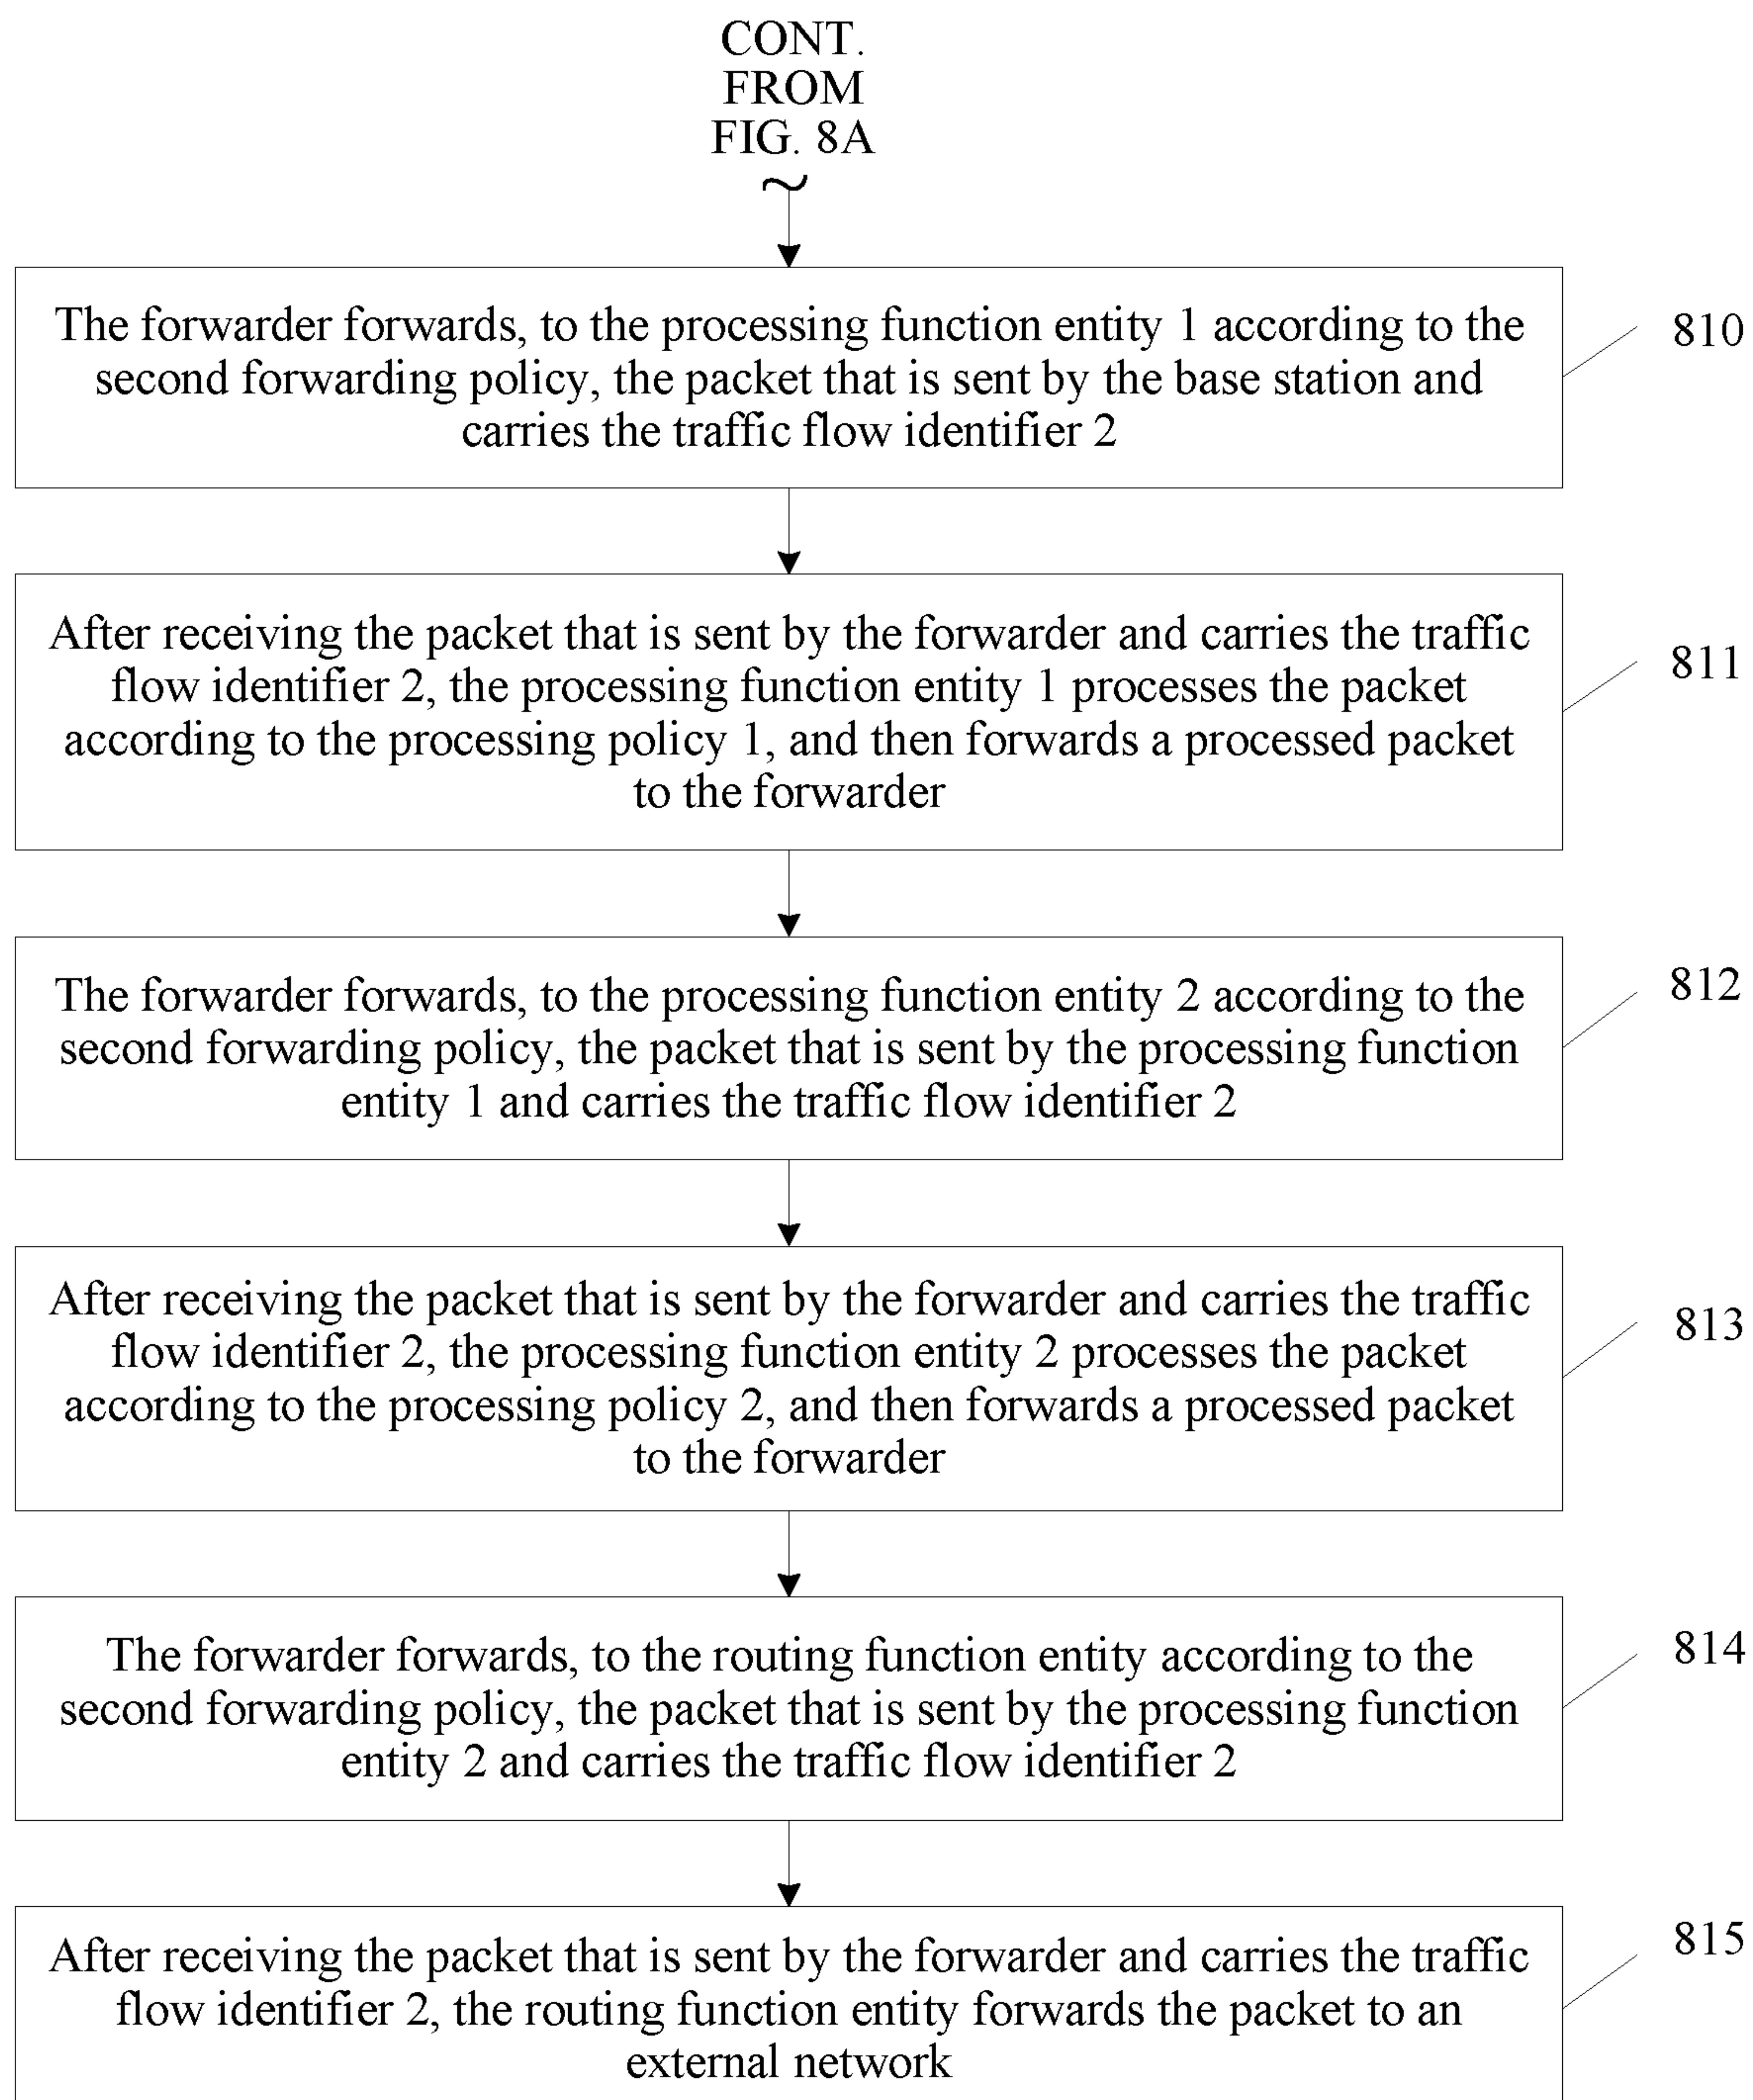 CONT.
FROM
FIG. 8A
The forwarder forwards, to the processing function entity 1 according to the
second forwarding policy, the packet that is sent by the base station and
carries the traffic flow identifier 2
810
After receiving the packet that is sent by the forwarder and carries the traffic
flow identifier 2, the processing function entity 1 processes the packet
according to the processing policy 1, and then forwards a processed packet
to the forwarder
811
The forwarder forwards, to the processing function entity 2 according to the
second forwarding policy, the packet that is sent by the processing function
entity 1 and carries the traffic flow identifier 2
812
After receiving the packet that is sent by the forwarder and carries the traffic
flow identifier 2, the processing function entity 2 processes the packet
according to the processing policy 2, and then forwards a processed packet
to the forwarder
813
The forwarder forwards, to the routing function entity according to the
second forwarding policy, the packet that is sent by the processing function
entity 2 and carries the traffic flow identifier 2
814
After receiving the packet that is sent by the forwarder and carries the traffic
flow identifier 2, the routing function entity forwards the packet to an
external network
815